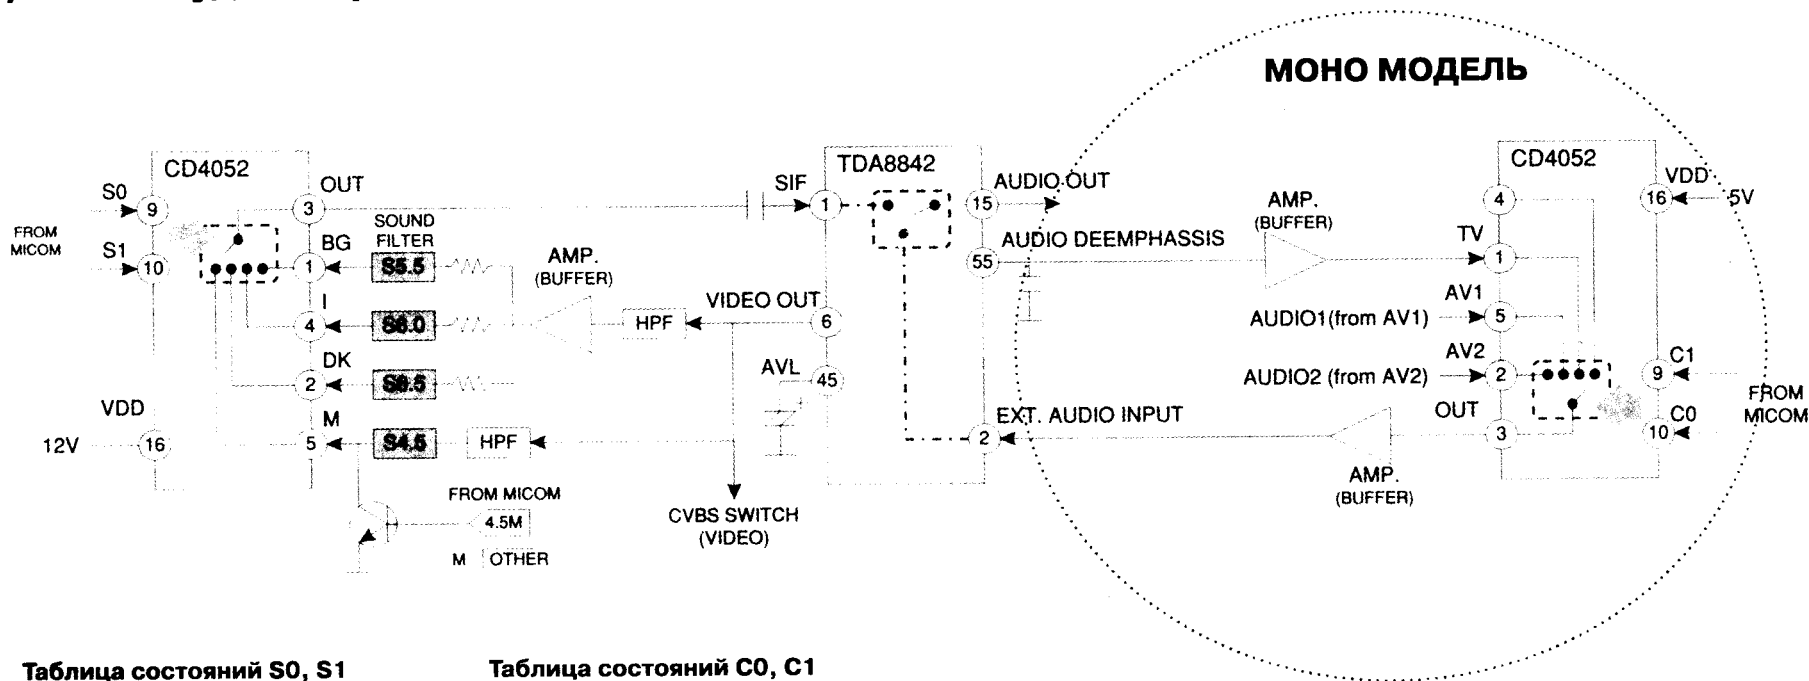 МОНО МОДЕЛЬ
CD4052
S0
9
FROM
MICOM
S1
10
VDD
12V
16
OUT
3
BG
1
I
4
DK
2
M
5
SOUND
FILTER
S5.5
S6.0
S6.5
S4.5
AMP.
(BUFFER)
HPF
HPF
FROM MICOM
4.5M
M OTHER
CVBS SWITCH
(VIDEO)
TDA8842
SIF
1
VIDEO OUT
6
AVL
45
15
AUDIO OUT
55
AUDIO DEEMPHASSIS
2
EXT. AUDIO INPUT
AMP.
(BUFFER)
AMP.
(BUFFER)
CD4052
4
TV
1
AV1
AUDIO1(from AV1)
5
AV2
AUDIO2 (from AV2)
2
OUT
3
VDD
16
5V
C1
9
C0
10
FROM
MICOM
Таблица состояний S0, S1
Таблица состояний C0, C1